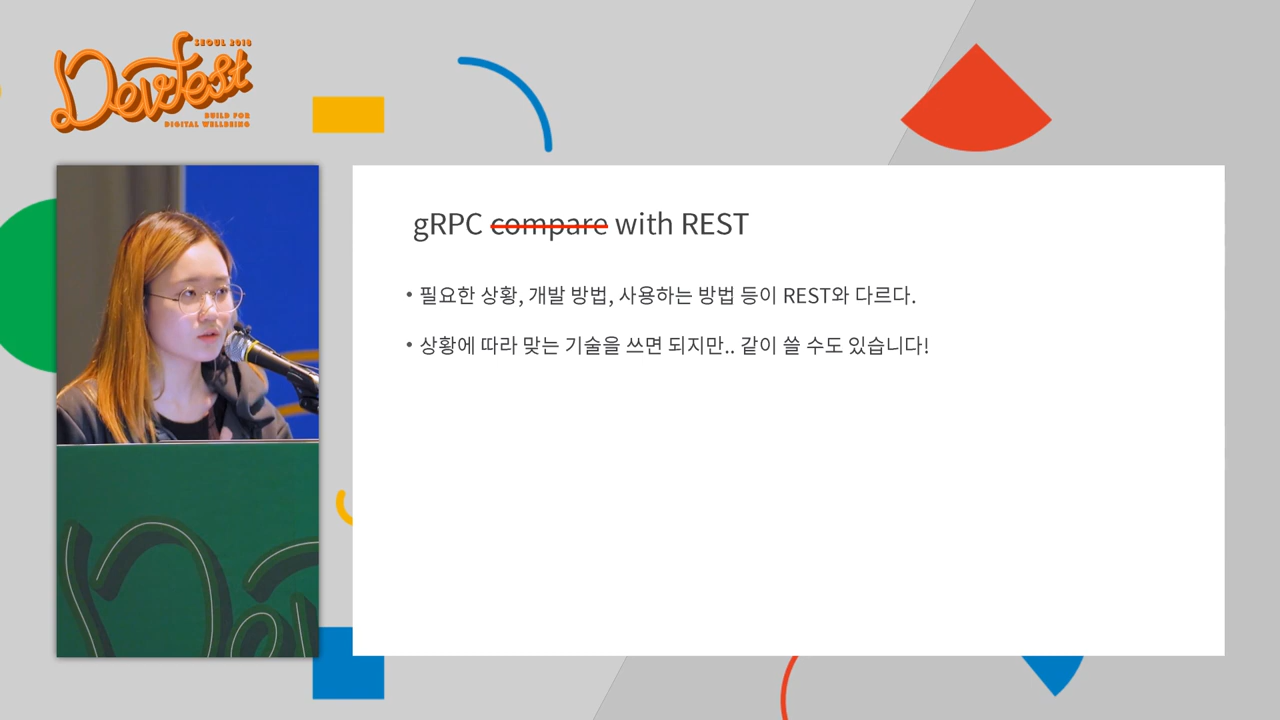 SEOUL 2018
DevFest
BUILD FOR
DIGITAL WELLBEING
gRPC compare with REST
• 필요한 상황, 개발 방법, 사용하는 방법 등이 REST와 다르다.
• 상황에 따라 맞는 기술을 쓰면 되지만.. 같이 쓸 수도 있습니다!
Dev